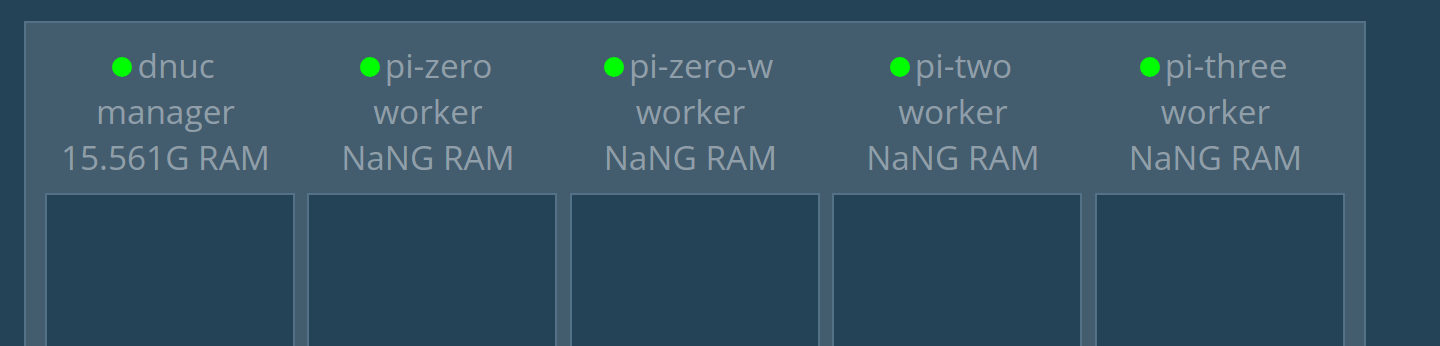 dnuc
manager
15.561G RAM
pi-zero
worker
NaNG RAM
pi-zero-w
worker
NaNG RAM
pi-two
worker
NaNG RAM
pi-three
worker
NaNG RAM